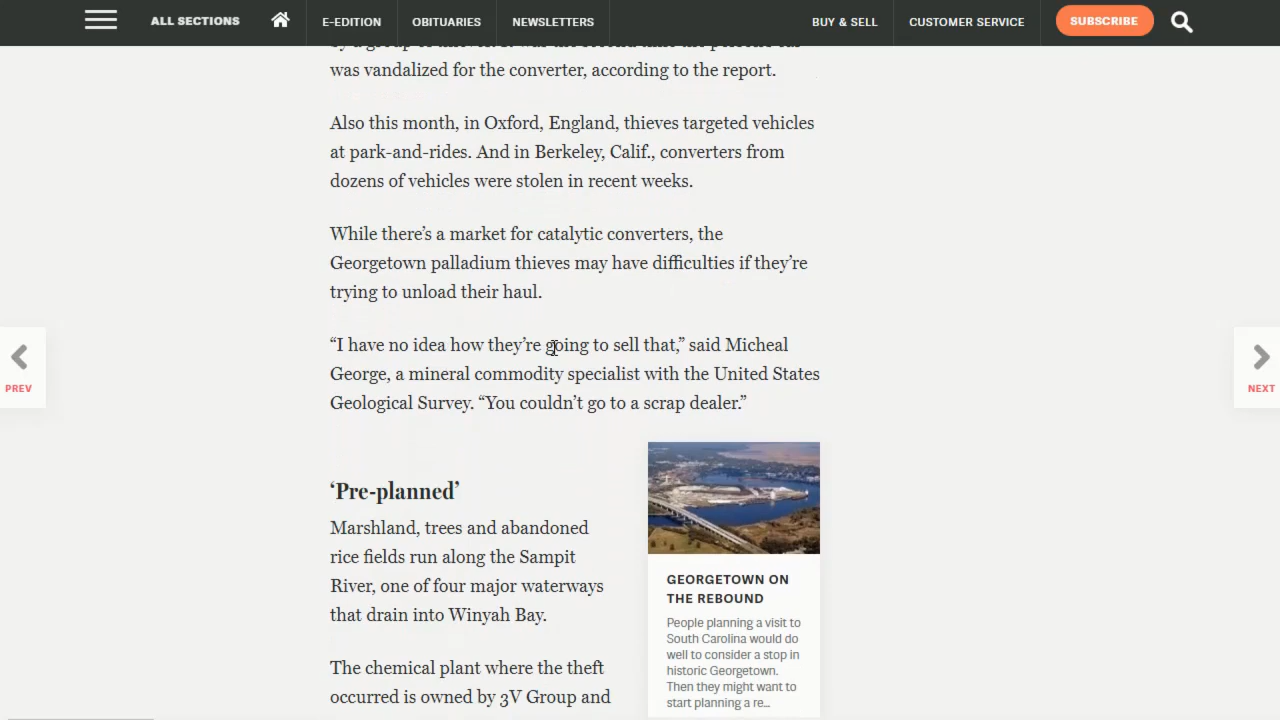 ALL SECTIONS E-EDITION OBITUARIES NEWSLETTERS BUY & SELL CUSTOMER SERVICE SUBSCRIBE
was vandalized for the converter, according to the report.
Also this month, in Oxford, England, thieves targeted vehicles
at park-and-rides. And in Berkeley, Calif., converters from
dozens of vehicles were stolen in recent weeks.
While there’s a market for catalytic converters, the
Georgetown palladium thieves may have difficulties if they’re
trying to unload their haul.
“I have no idea how they’re going to sell that,” said Micheal
George, a mineral commodity specialist with the United States
Geological Survey. “You couldn’t go to a scrap dealer.”
PREV
NEXT
‘Pre-planned’
Marshland, trees and abandoned
rice fields run along the Sampit
River, one of four major waterways
that drain into Winyah Bay.
The chemical plant where the theft
occurred is owned by 3V Group and
GEORGETOWN ON
THE REBOUND
People planning a visit to
South Carolina would do
well to consider a stop in
historic Georgetown.
Then they might want to
start planning a re...